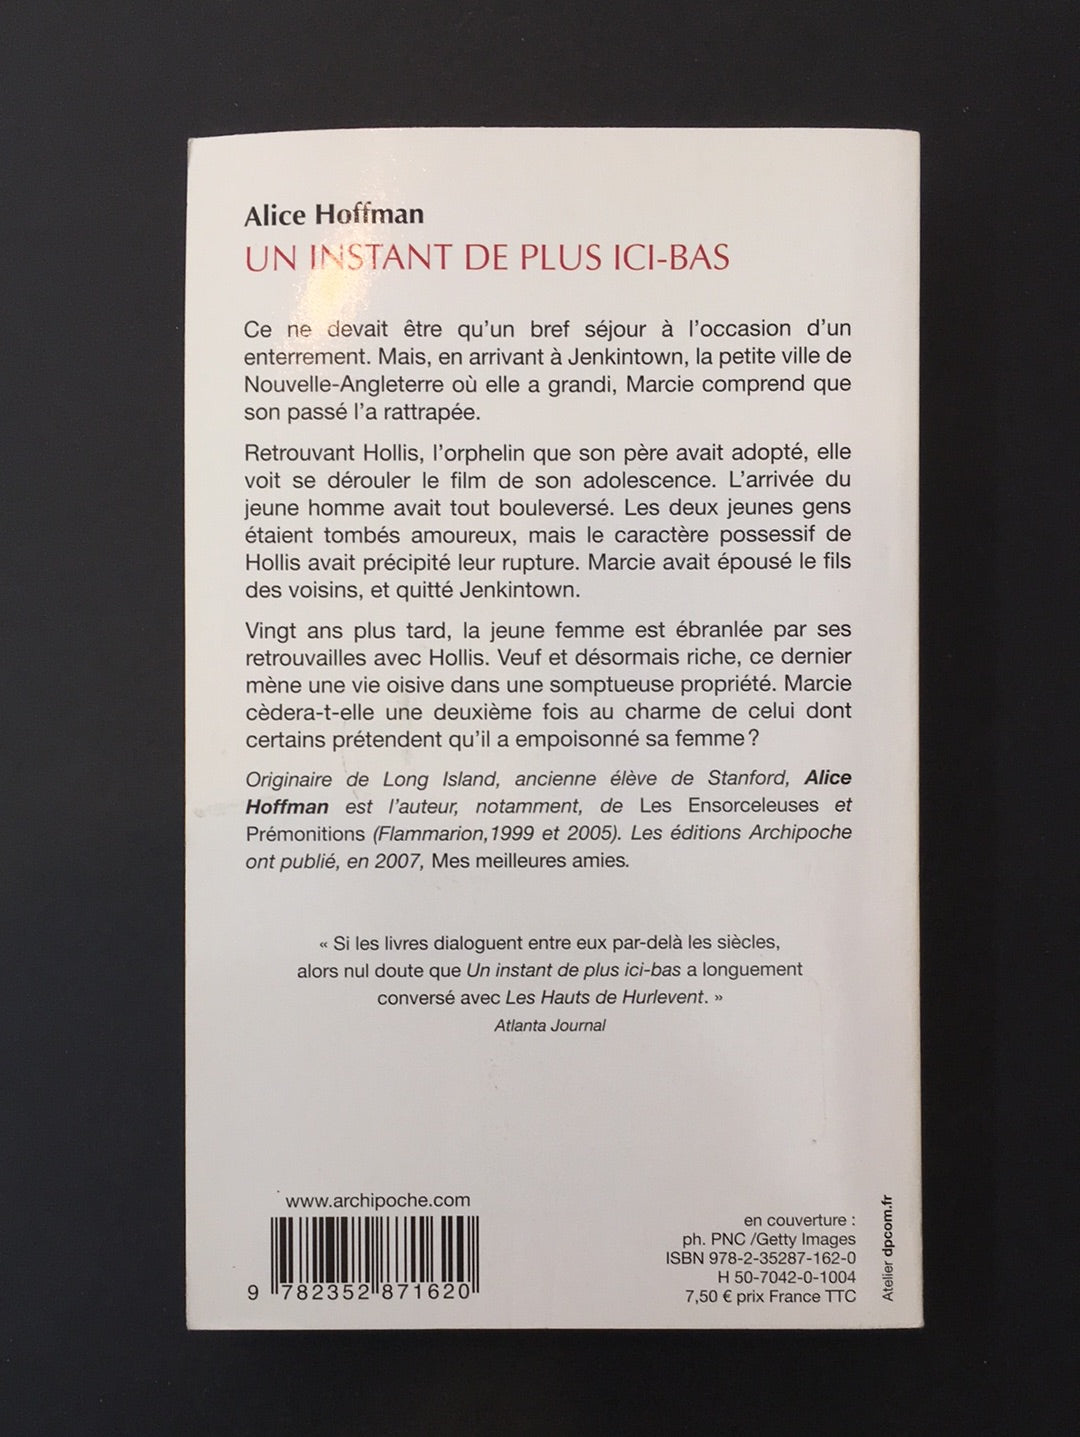 Alice Hoffman
UN INSTANT DE PLUS ICI-BAS
Ce ne devait être qu'un bref séjour à l'occasion d'un
enterrement. Mais, en arrivant à Jenkintown, la petite ville de
Nouvelle-Angleterre où elle a grandi, Marcie comprend que
son passé l'a rattrapée.
Retrouvant Hollis, l'orphelin que son père avait adopté, elle
voit se dérouler le film de son adolescence. L'arrivée du
jeune homme avait tout bouleversé. Les deux jeunes gens
étaient tombés amoureux, mais le caractère possessif de
Hollis avait précipité leur rupture. Marcie avait épousé le fils
des voisins, et quitté Jenkintown.
Vingt ans plus tard, la jeune femme est ébranlée par ses
retrouvailles avec Hollis. Veuf et désormais riche, ce dernier
mène une vie oisive dans une somptueuse propriété. Marcie
cèdera-t-elle une deuxième fois au charme de celui dont
certains prétendent qu'il a empoisonné sa femme ?
Originaire de Long Island, ancienne élève de Stanford, Alice
Hoffman est l'auteur, notamment, de Les Ensorceleuses et
Prémonitions (Flammarion, 1999 et 2005). Les éditions Archipoche
ont publié, en 2007, Mes meilleures amies.
« Si les livres dialoguent entre eux par-delà les siècles,
alors nul doute que Un instant de plus ici-bas a longuement
conversé avec Les Hauts de Hurlevent. »
Atlanta Journal
www.archipoche.com
9 782352 871620
en couverture :
ph. PNC /Getty Images
ISBN 978-2-35287-162-0
H 50-7042-0-1004
7,50 € prix France TTC
Atelier dpcom.fr